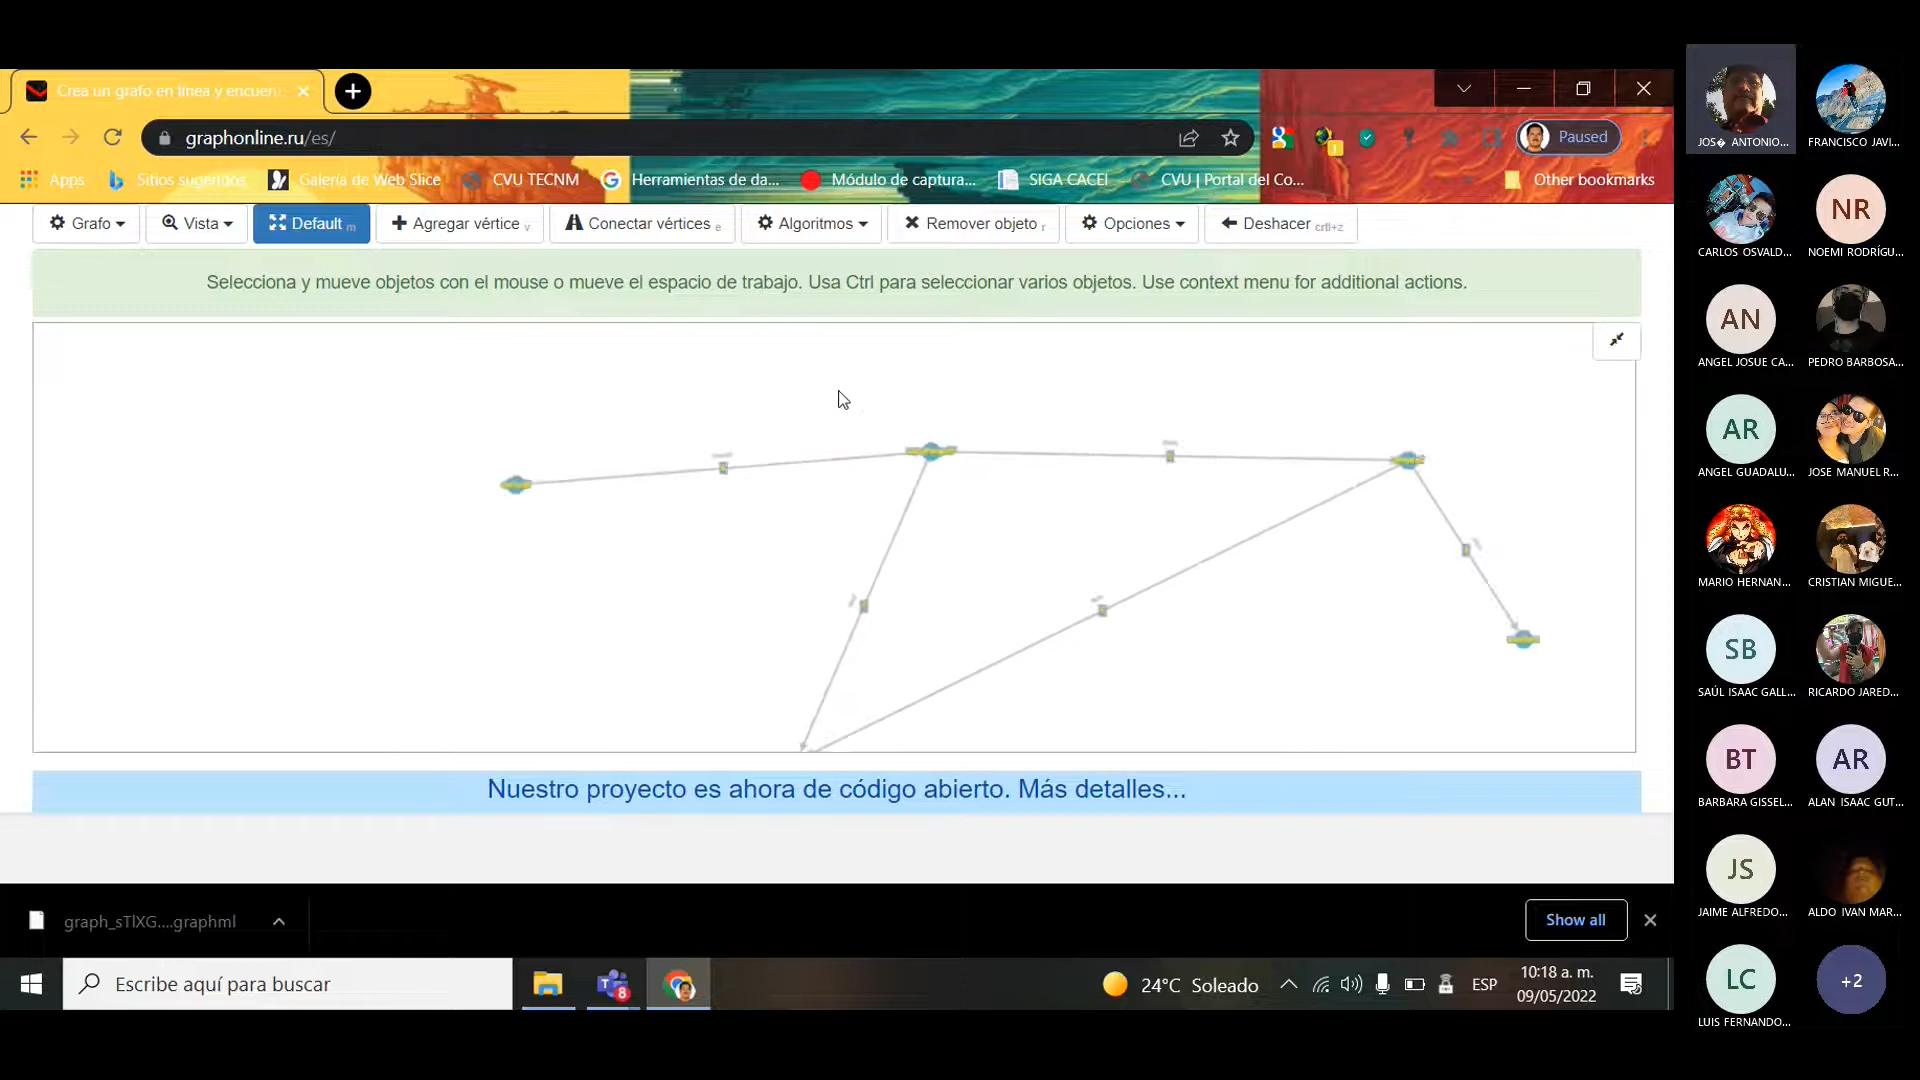 Crea un grafo en línea y encuen
graphonline.ru/es/
Paused
Apps
Sitios sugeridos
Galería de Web Slice
CVU TECNM
Herramientas de da...
Módulo de captura...
SIGA CACEI
CVU | Portal del Co...
Other bookmarks
Grafo
Vista
Default m
Agregar vértice v
Conectar vértices e
Algoritmos
Remover objeto r
Opciones
Deshacer crtl+z
Selecciona y mueve objetos con el mouse o mueve el espacio de trabajo. Usa Ctrl para seleccionar varios objetos. Use context menu for additional actions.
Nuestro proyecto es ahora de código abierto. Más detalles...
graph_sTlXG....graphml
Show all
Escribe aquí para buscar
8
24°C Soleado
ESP
10:18 a. m.
09/05/2022
JOS� ANTONIO...
FRANCISCO JAVI...
CARLOS OSVALD...
NR
NOEMI RODRÍGU...
AN
ANGEL JOSUE CA...
PEDRO BARBOSA...
AR
ANGEL GUADALU...
JOSE MANUEL R...
MARIO HERNAN...
CRISTIAN MIGUE...
SB
SAÚL ISAAC GALL...
RICARDO JARED...
BT
BARBARA GISSEL...
AR
ALAN ISAAC GUT...
JS
JAIME ALFREDO...
ALDO IVAN MAR...
LC
LUIS FERNANDO...
+2